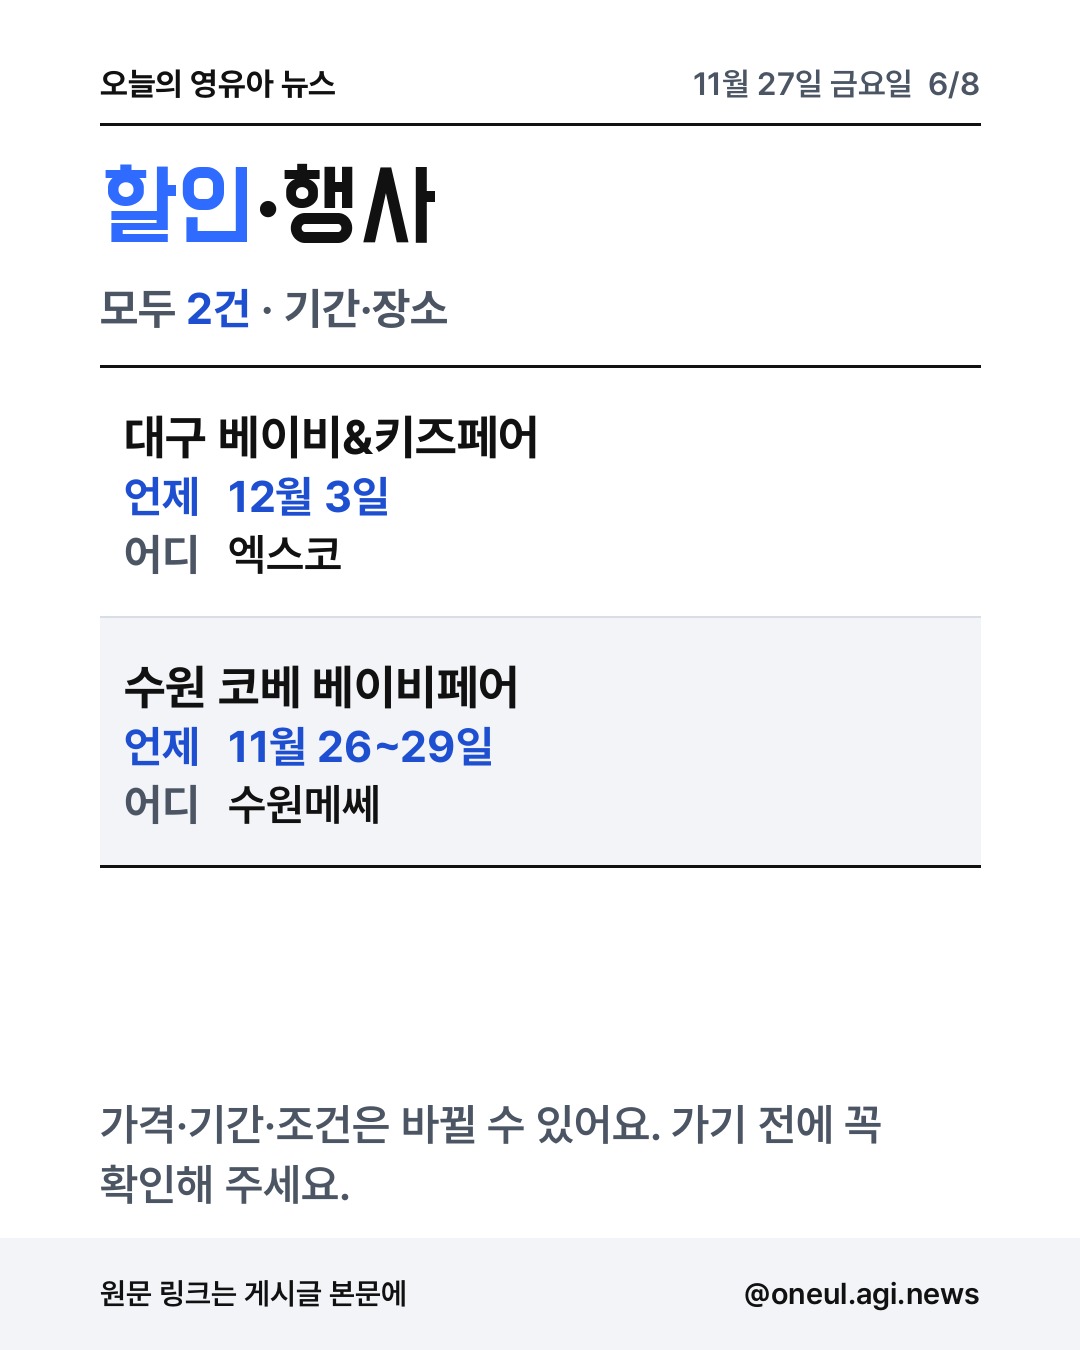 오늘의 영유아 뉴스
11월 27일 금요일 6/8
할인·행사
모두 2건 · 기간·장소
대구 베이비&키즈페어
언제 12월 3일
어디 엑스코
수원 코베 베이비페어
언제 11월 26~29일
어디 수원메쎄
가격·기간·조건은 바뀔 수 있어요. 가기 전에 꼭
확인해 주세요.
원문 링크는 게시글 본문에
@oneul.agi.news